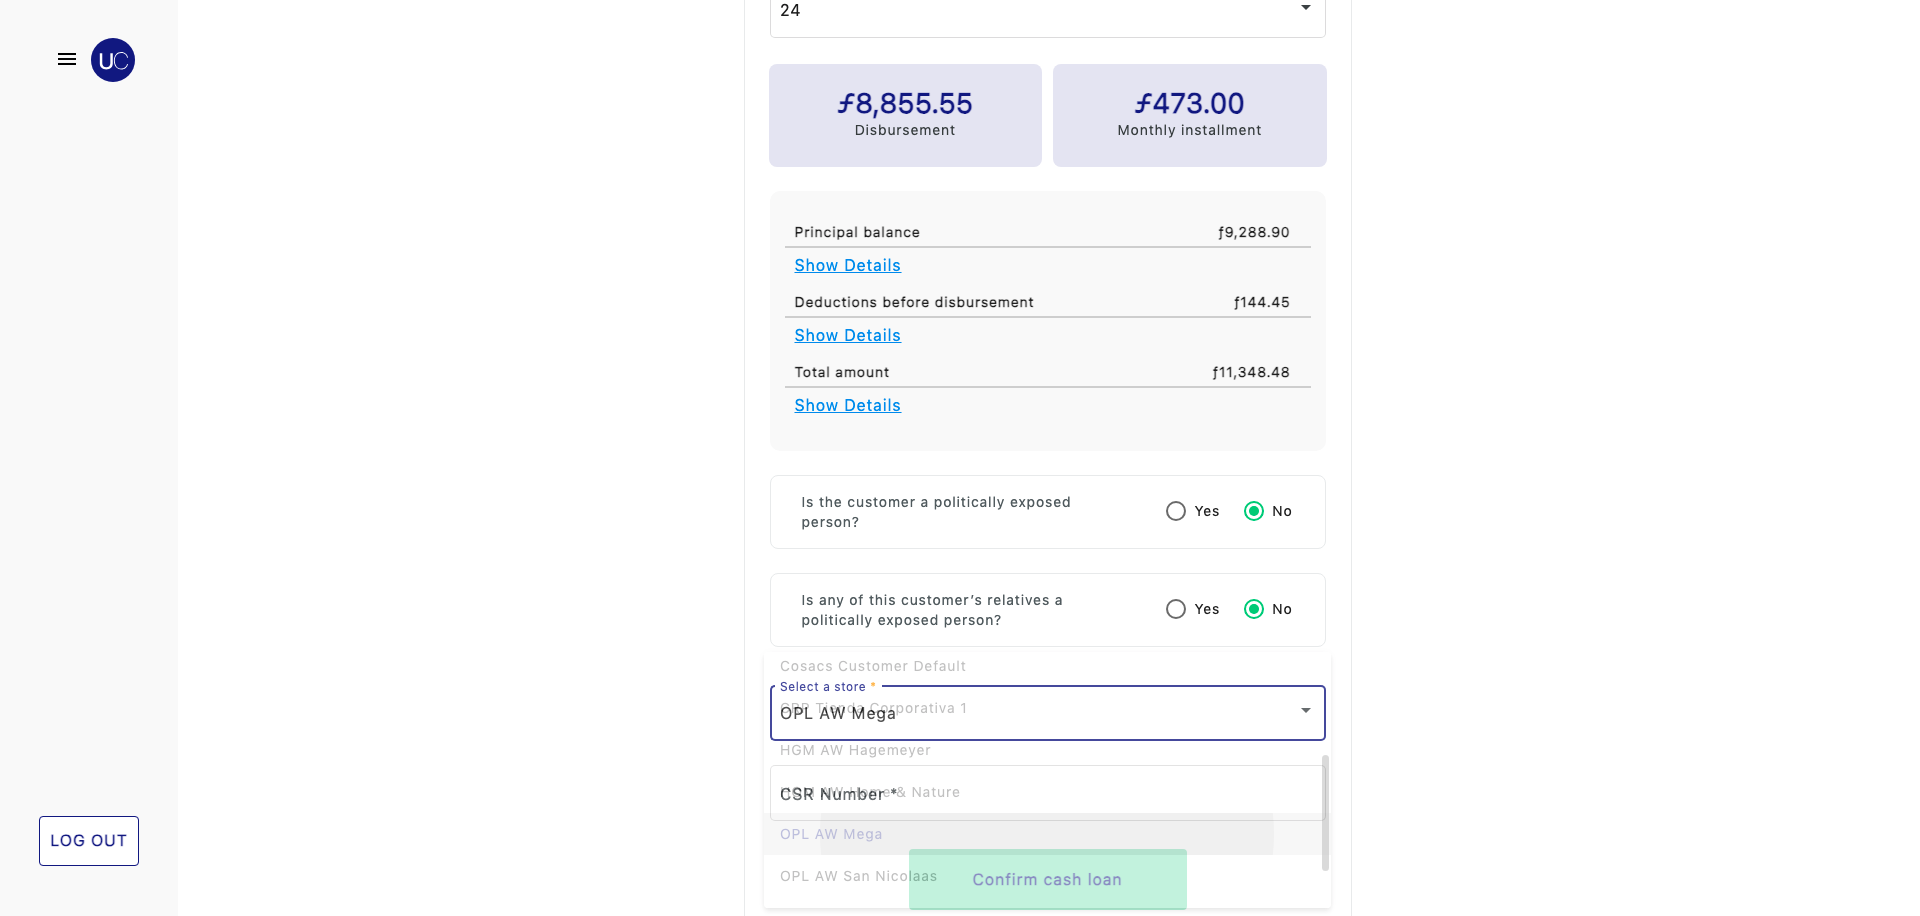 24
UC
ƒ8,855.55
Disbursement
ƒ473.00
Monthly installment
Principal balance ƒ9,288.90
Show Details
Deductions before disbursement ƒ144.45
Show Details
Total amount ƒ11,348.48
Show Details
Is the customer a politically exposed
person?
Yes No
Is any of this customer’s relatives a
politically exposed person?
Yes No
Cosacs Customer Default
Select a store *
Tienda Corporativa 1
OPL AW Mega
HGM AW Hagemeyer
CSR Number *
& Nature
OPL AW Mega
OPL AW San Nicolaas
Confirm cash loan
LOG OUT